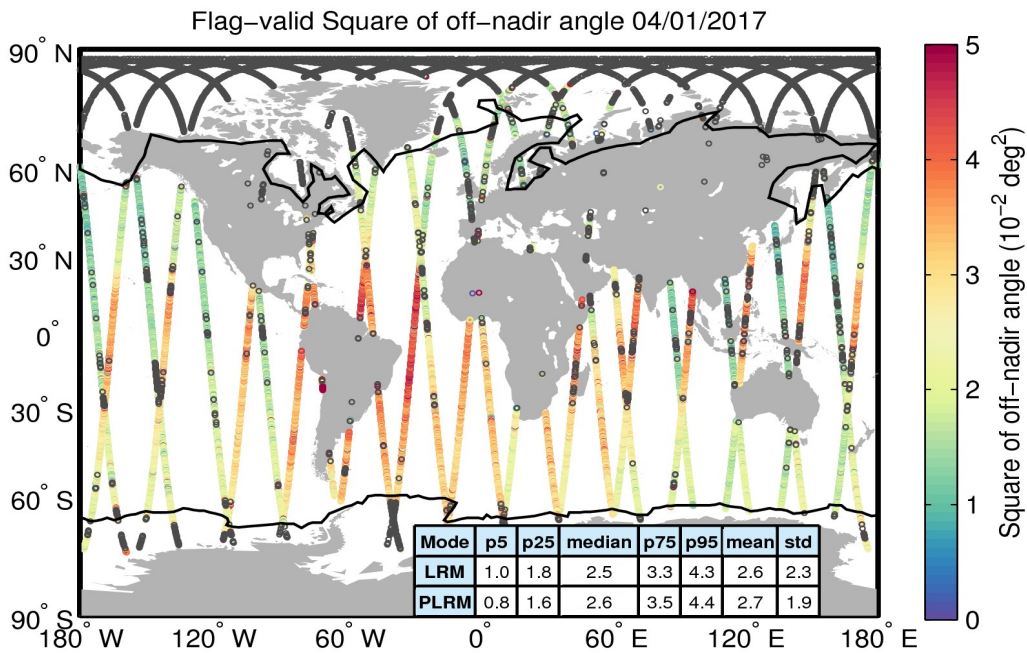 Flag−valid Square of off−nadir angle 04/01/2017
90° N
60° N
30° N
0°
30° S
60° S
90° S
180° W
120° W
60° W
0°
60° E
120° E
180° E
Mode p5 p25 median p75 p95 mean std
LRM 1.0 1.8 2.5 3.3 4.3 2.6 2.3
PLRM 0.8 1.6 2.6 3.5 4.4 2.7 1.9
5
4
3
2
1
0
Square of off−nadir angle (10⁻² deg²)